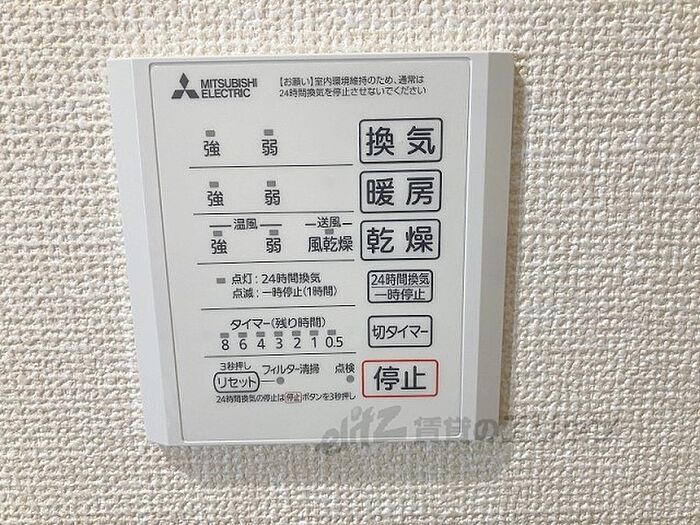 MITSUBISHI
ELECTRIC
【お願い】室内環境維持のため、通常は
24時間換気を停止させないでください
強 弱 換気
強 弱 暖房
温風 送風
強 弱 風乾燥 乾燥
点灯:24時間換気
点滅:一時停止(1時間)
24時間換気
一時停止
タイマー(残り時間)
8 6 4 3 2 1 0.5
切タイマー
3秒押し
リセット フィルター清掃 点検
停止
24時間換気の停止は停止ボタンを3秒押し
elitz 賃貸の